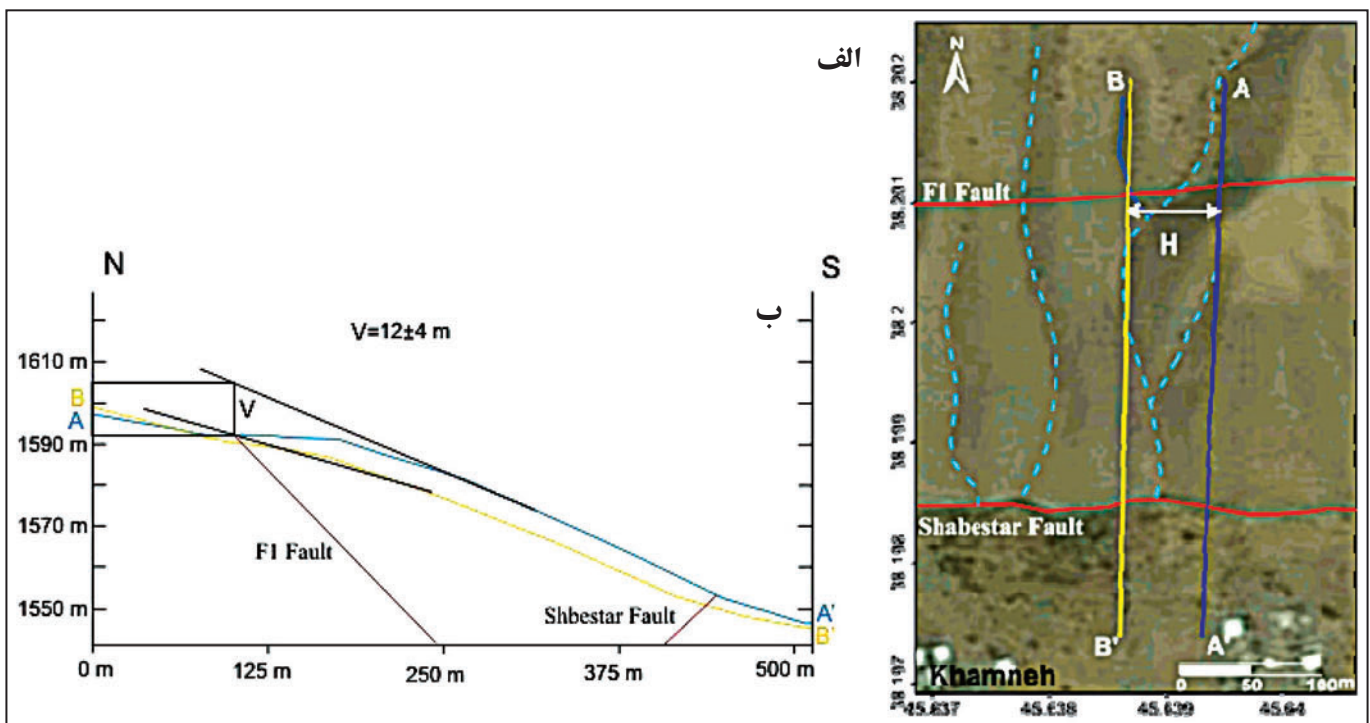 الف
N
B
A
38.202
F1 Fault
38.201
H
38.2
38.199
Shabestar Fault
38.198
B'
A'
Khamneh
0 50 100m
38.197
45.638
45.639
45.64
ب
N
S
V=12±4 m
1610 m
B
A
V
1590 m
F1 Fault
1570 m
Shbestar Fault
1550 m
A'
B'
0 m
125 m
250 m
375 m
500 m